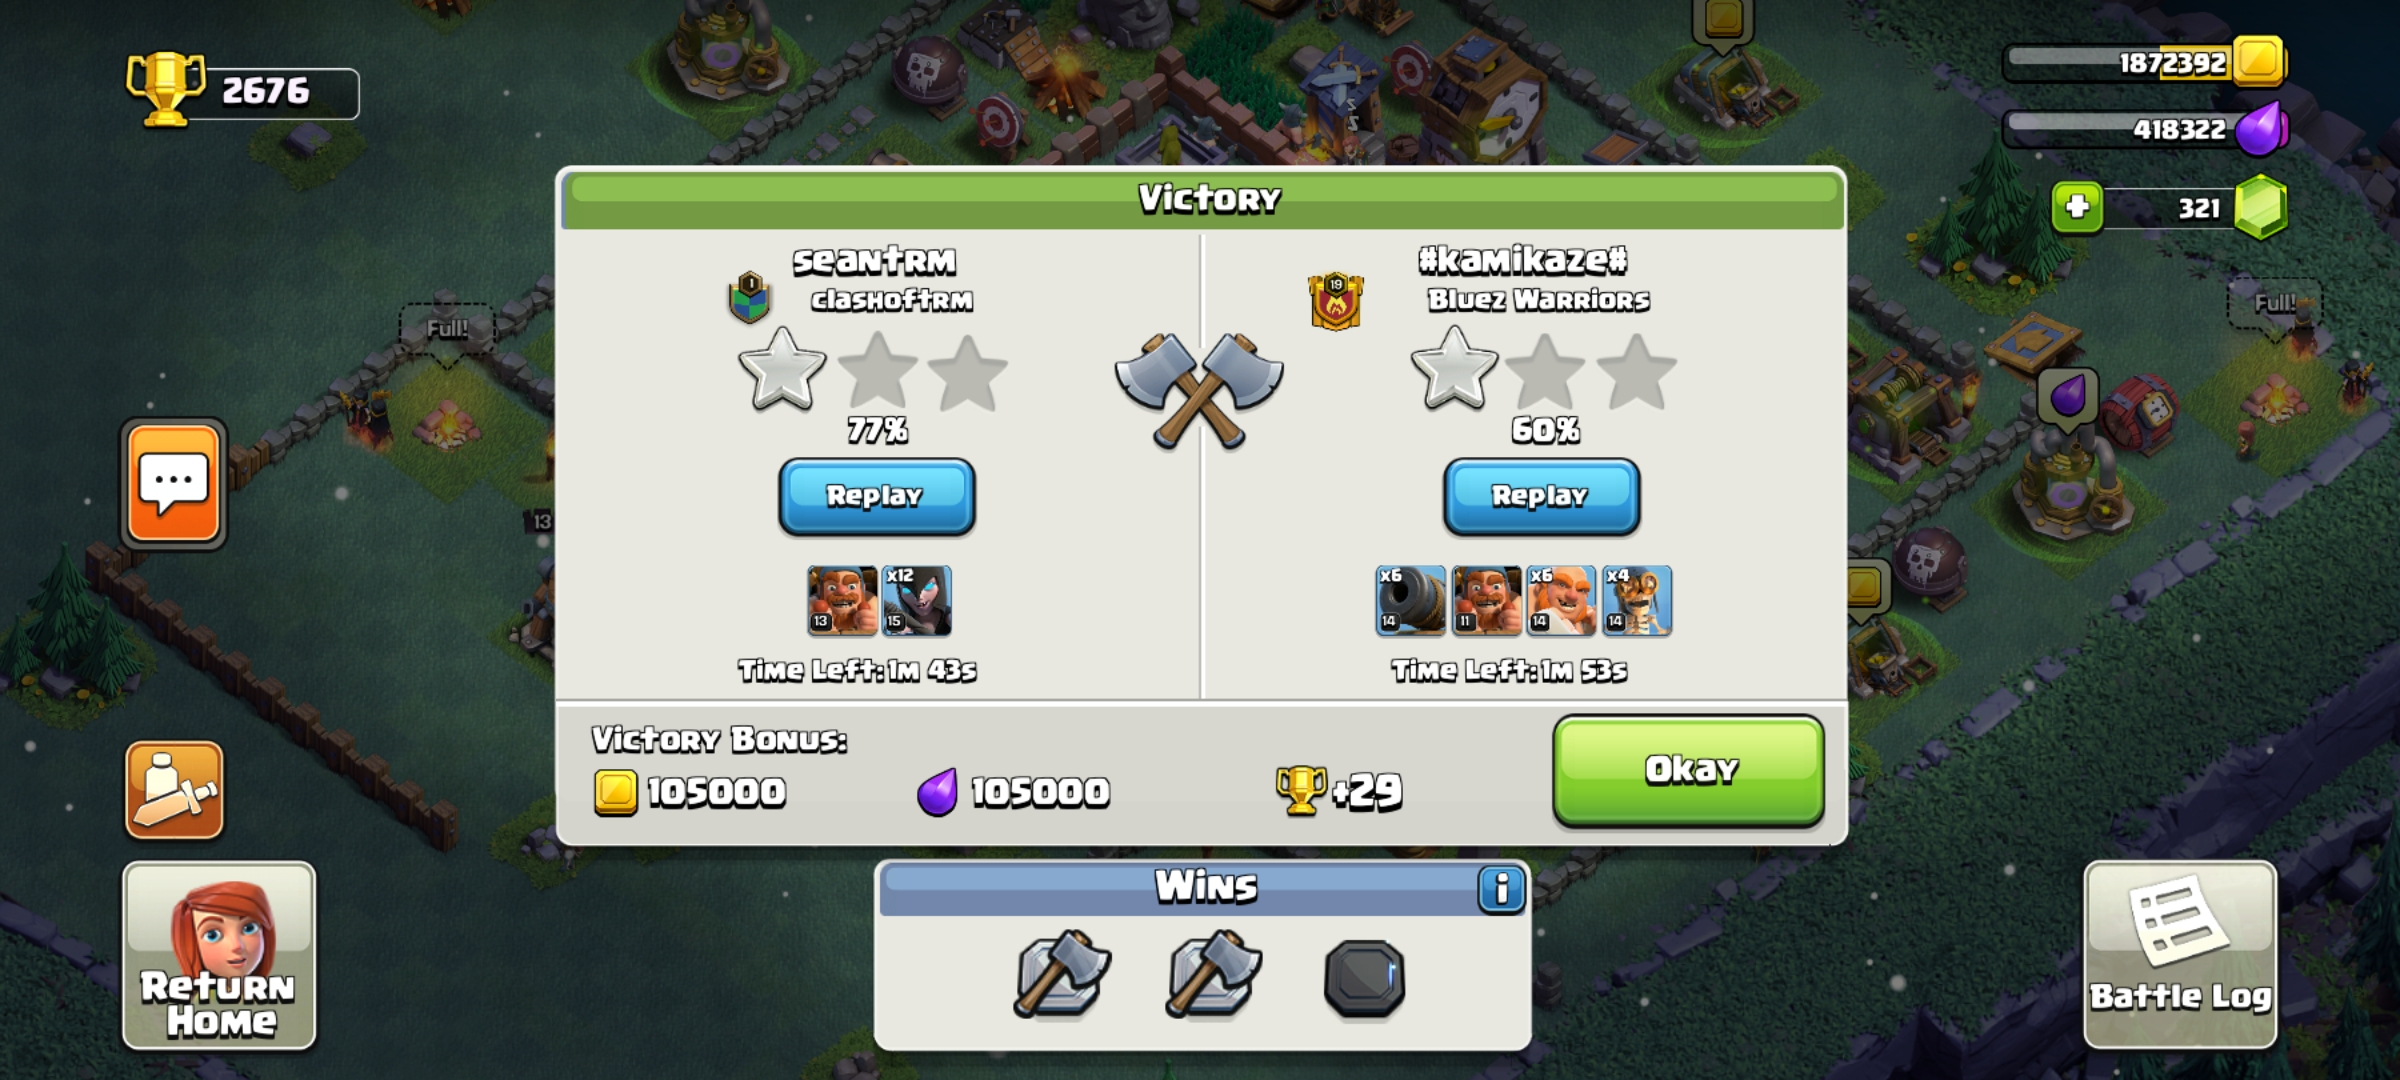 2676
1872392
418322
321
Victory
seantrm
clashoftrm
1
77%
Replay
x12
13
15
Time Left: 1m 43s
#kamikaze#
Bluez Warriors
19
60%
Replay
x6
x6
x4
14
11
14
14
Time Left: 1m 53s
Full!
Full!
13
Victory Bonus:
105000
105000
+29
Okay
Wins
i
Return
Home
Battle Log